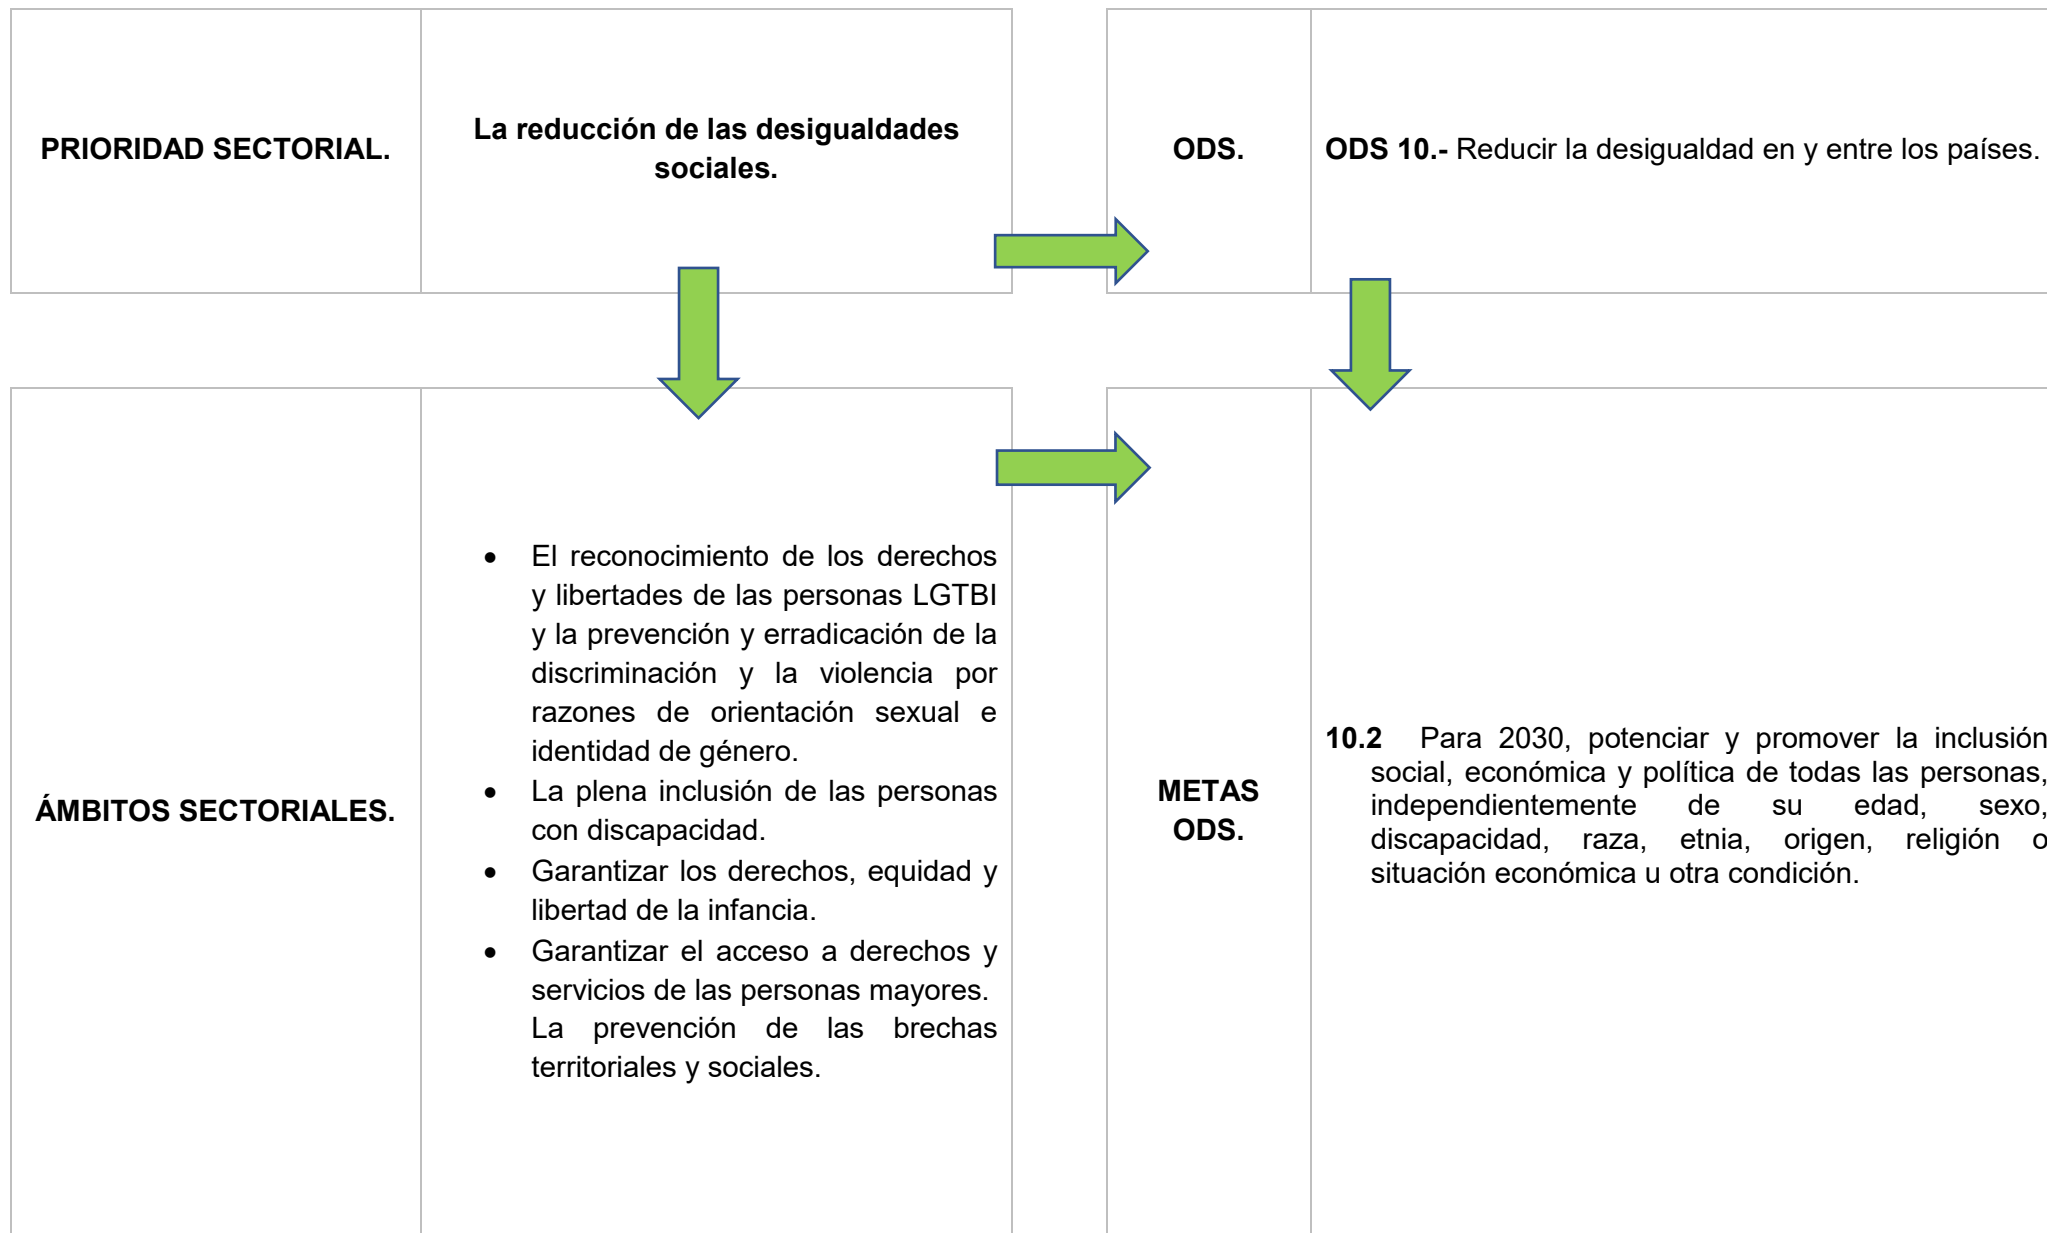 PRIORIDAD SECTORIAL.
La reducción de las desigualdades
sociales.
ODS.
ODS 10.- Reducir la desigualdad en y entre los países.
ÁMBITOS SECTORIALES.
• El reconocimiento de los derechos
y libertades de las personas LGTBI
y la prevención y erradicación de la
discriminación y la violencia por
razones de orientación sexual e
identidad de género.
• La plena inclusión de las personas
con discapacidad.
• Garantizar los derechos, equidad y
libertad de la infancia.
• Garantizar el acceso a derechos y
servicios de las personas mayores.
La prevención de las brechas
territoriales y sociales.
METAS
ODS.
10.2 Para 2030, potenciar y promover la inclusión
social, económica y política de todas las personas,
independientemente de su edad, sexo,
discapacidad, raza, etnia, origen, religión o
situación económica u otra condición.